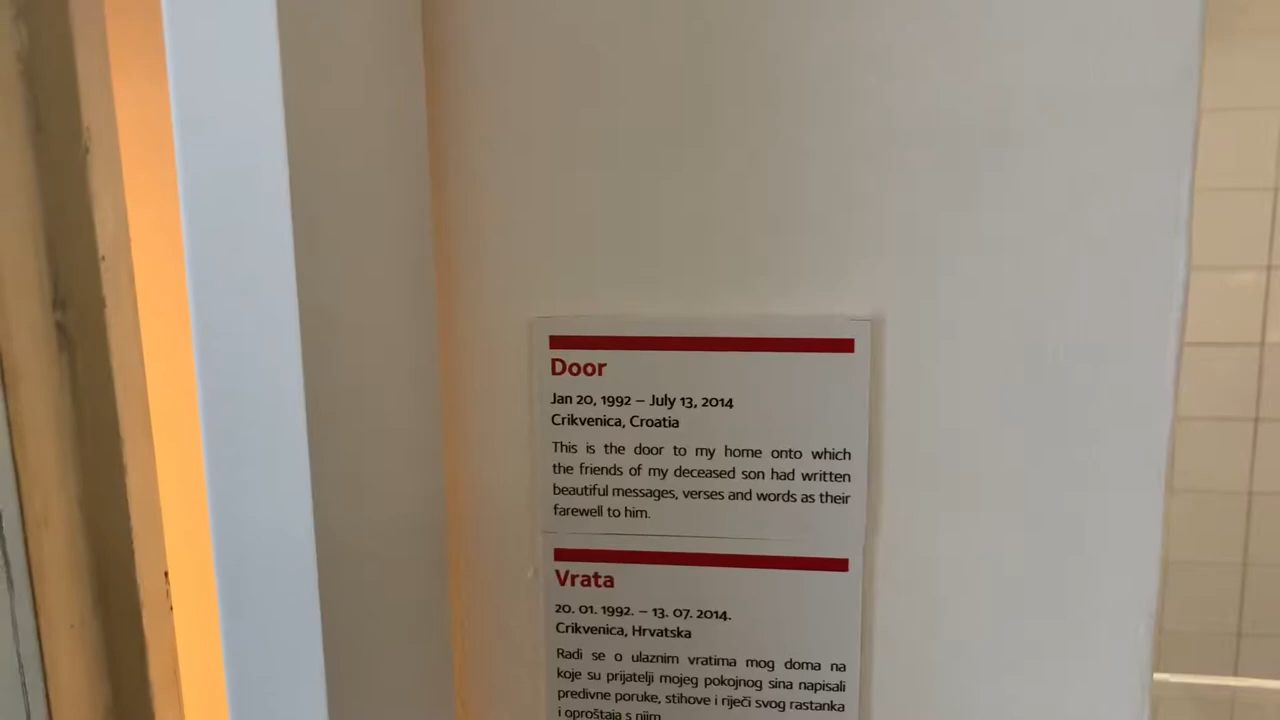 Door
Jan 20, 1992 – July 13, 2014
Crikvenica, Croatia
This is the door to my home onto which
the friends of my deceased son had written
beautiful messages, verses and words as their
farewell to him.
Vrata
20. 01. 1992. – 13. 07. 2014.
Crikvenica, Hrvatska
Radi se o ulaznim vratima mog doma na
koje su prijatelji mojeg pokojnog sina napisali
predivne poruke, stihove i riječi svog rastanka
i oproštaja s njim